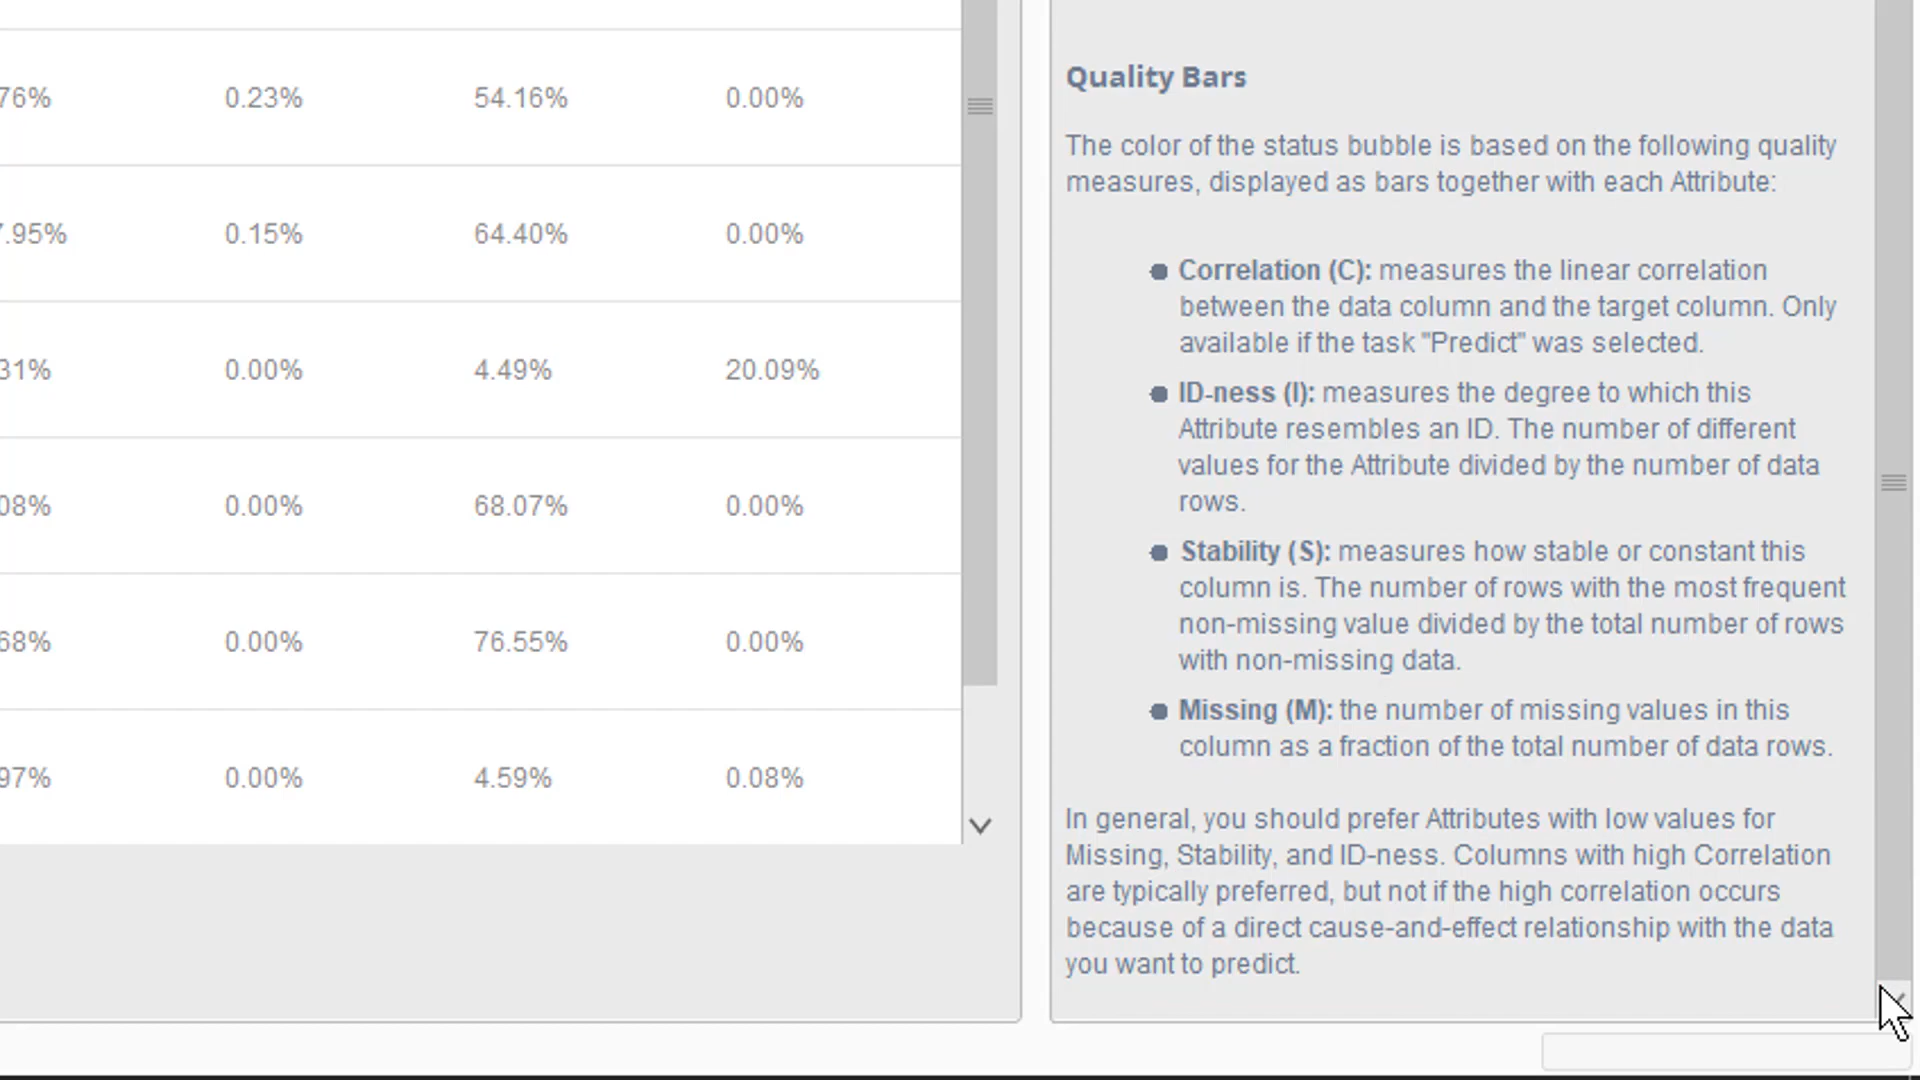 76% 0.23% 54.16% 0.00%
7.95% 0.15% 64.40% 0.00%
31% 0.00% 4.49% 20.09%
08% 0.00% 68.07% 0.00%
68% 0.00% 76.55% 0.00%
97% 0.00% 4.59% 0.08%
Quality Bars
The color of the status bubble is based on the following quality
measures, displayed as bars together with each Attribute:
Correlation (C): measures the linear correlation
between the data column and the target column. Only
available if the task "Predict" was selected.
ID-ness (I): measures the degree to which this
Attribute resembles an ID. The number of different
values for the Attribute divided by the number of data
rows.
Stability (S): measures how stable or constant this
column is. The number of rows with the most frequent
non-missing value divided by the total number of rows
with non-missing data.
Missing (M): the number of missing values in this
column as a fraction of the total number of data rows.
In general, you should prefer Attributes with low values for
Missing, Stability, and ID-ness. Columns with high Correlation
are typically preferred, but not if the high correlation occurs
because of a direct cause-and-effect relationship with the data
you want to predict.